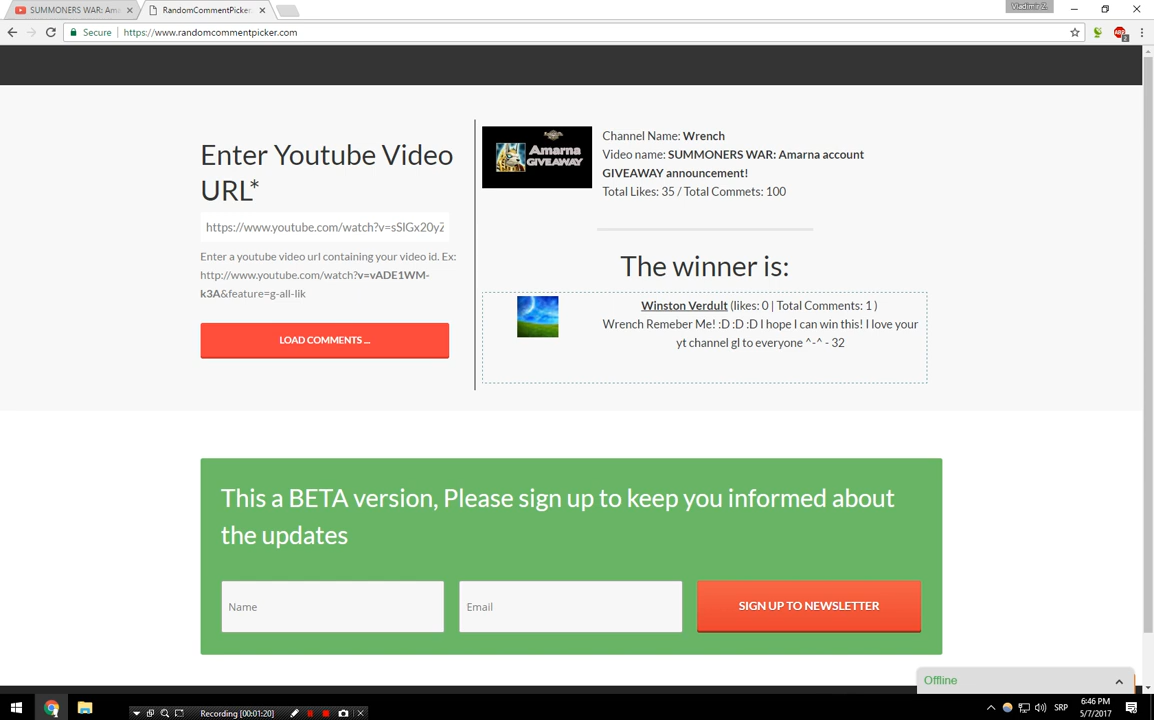 SUMMONERS WAR: Ama
RandomCommentPicker.
Vladimir Z.
Secure
https://www.randomcommentpicker.com
2
Enter Youtube Video
URL*
https://www.youtube.com/watch?v=sSlGx20yZ
Enter a youtube video url containing your video id. Ex:
http://www.youtube.com/watch?v=vADE1WM-
k3A&feature=g-all-lik
LOAD COMMENTS ...
Amarna
GIVEAWAY
Channel Name: Wrench
Video name: SUMMONERS WAR: Amarna account
GIVEAWAY announcement!
Total Likes: 35 / Total Commets: 100
The winner is:
Winston Verdult (likes: 0 | Total Comments: 1 )
Wrench Remeber Me! :D :D :D I hope I can win this! I love your
yt channel gl to everyone ^-^ - 32
This a BETA version, Please sign up to keep you informed about
the updates
Name
Email
SIGN UP TO NEWSLETTER
Offline
Recording [00:01:20]
SRP
6:46 PM
5/7/2017